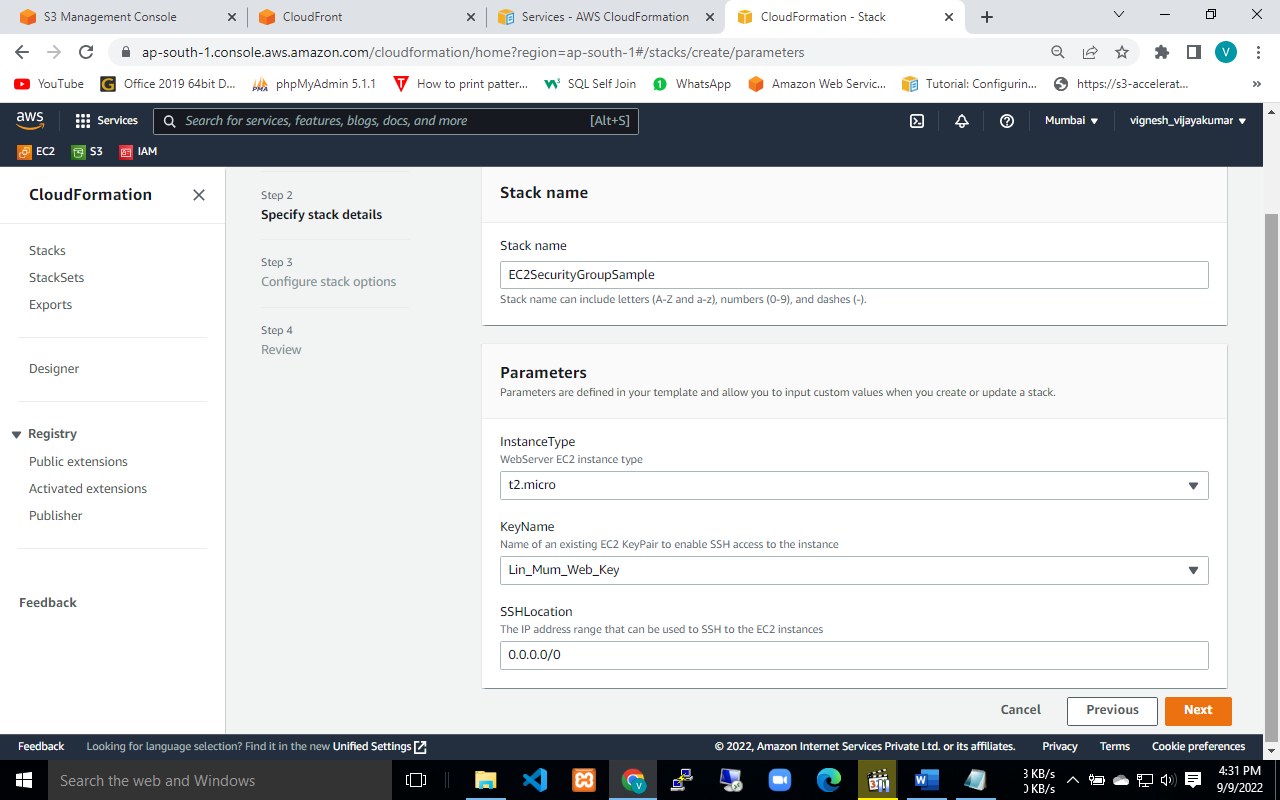 S3 Management Console
CloudFront
Services - AWS CloudFormation
CloudFormation - Stack
ap-south-1.console.aws.amazon.com/cloudformation/home?region=ap-south-1#/stacks/create/parameters
V
YouTube
Office 2019 64bit D...
phpMyAdmin 5.1.1
How to print patter...
SQL Self Join
WhatsApp
Amazon Web Servic...
Tutorial: Configurin...
https://s3-accelerat...
»
aws
Services
Search for services, features, blogs, docs, and more
[Alt+S]
Mumbai
vignesh_vijayakumar
EC2
S3
IAM
CloudFormation
Stacks
StackSets
Exports
Designer
Registry
Public extensions
Activated extensions
Publisher
Feedback
Step 2
Specify stack details
Step 3
Configure stack options
Step 4
Review
Stack name
Stack name
EC2SecurityGroupSample
Stack name can include letters (A-Z and a-z), numbers (0-9), and dashes (-).
Parameters
Parameters are defined in your template and allow you to input custom values when you create or update a stack.
InstanceType
WebServer EC2 instance type
t2.micro
KeyName
Name of an existing EC2 KeyPair to enable SSH access to the instance
Lin_Mum_Web_Key
SSHLocation
The IP address range that can be used to SSH to the EC2 instances
0.0.0.0/0
Cancel
Previous
Next
Feedback
Looking for language selection? Find it in the new Unified Settings
© 2022, Amazon Internet Services Private Ltd. or its affiliates.
Privacy
Terms
Cookie preferences
Search the web and Windows
3 KB/s
0 KB/s
4:31 PM
9/9/2022